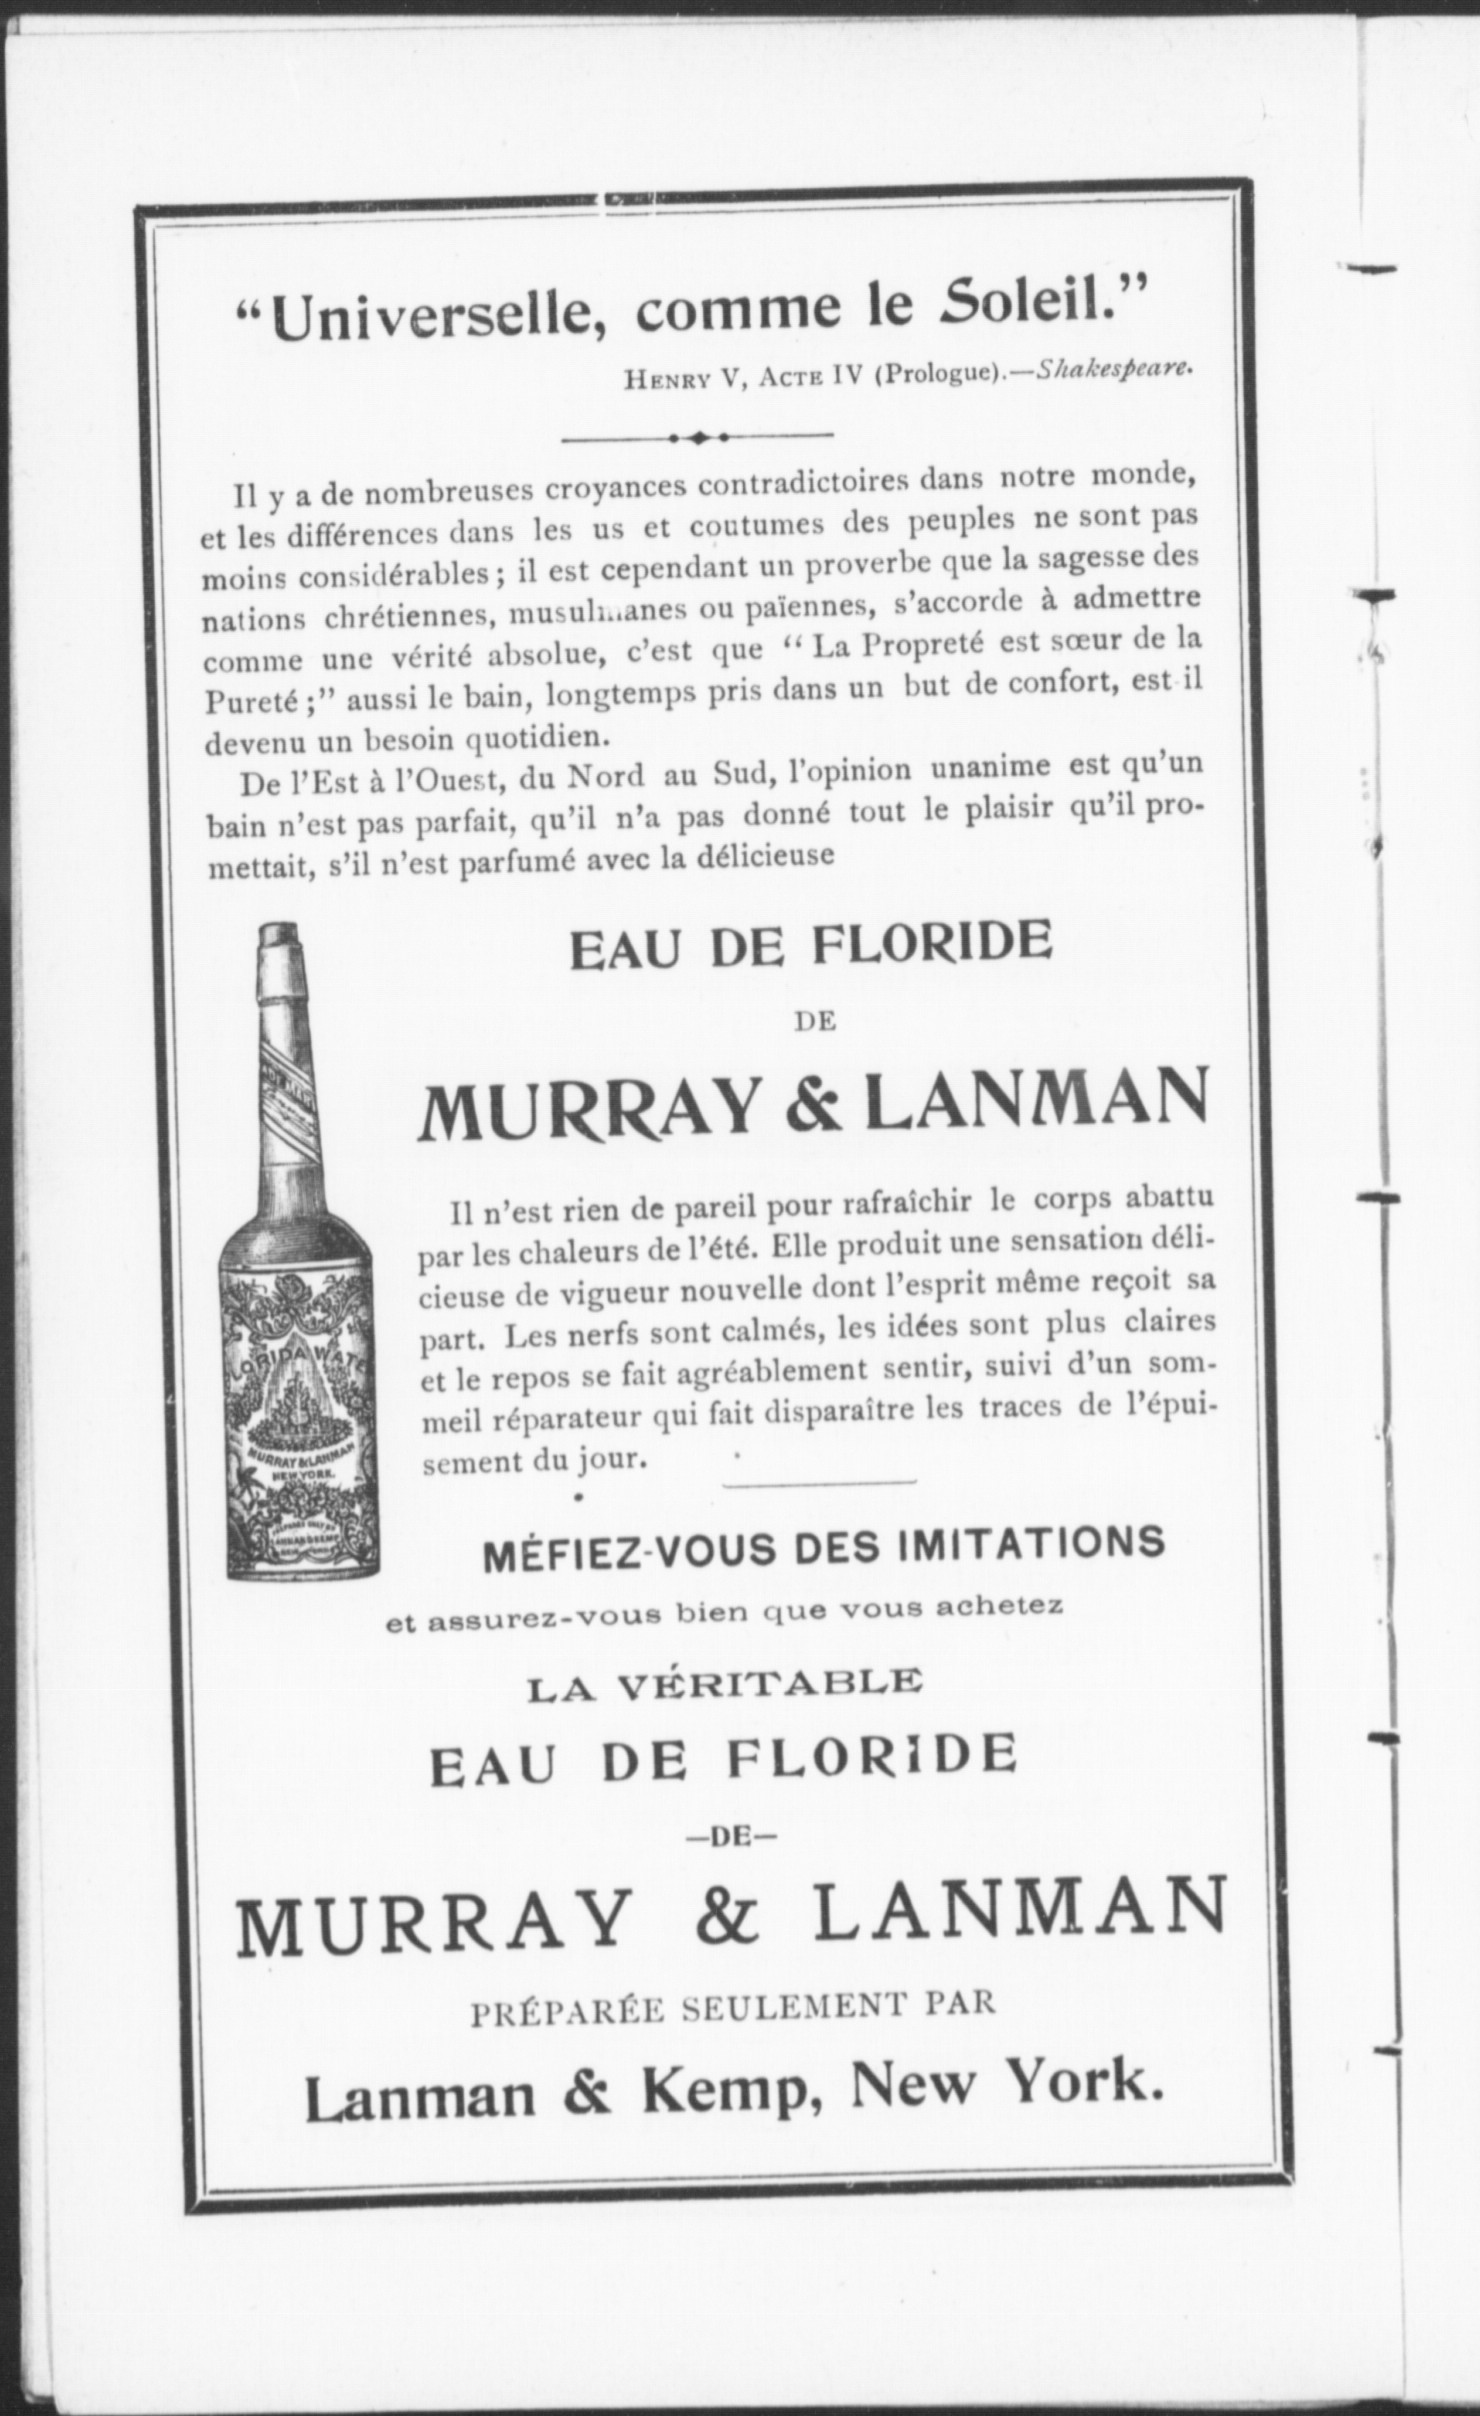 “Universelle, comme le Soleil.”
HENRY V, ACTE IV (Prologue).—Shakespeare.
Il y a de nombreuses croyances contradictoires dans notre monde,
et les différences dans les us et coutumes des peuples ne sont pas
moins considérables ; il est cependant un proverbe que la sagesse des
nations chrétiennes, musulmanes ou païennes, s’accorde à admettre
comme une vérité absolue, c’est que “ La Propreté est sœur de la
Pureté ;” aussi le bain, longtemps pris dans un but de confort, est-il
devenu un besoin quotidien.
De l’Est à l’Ouest, du Nord au Sud, l’opinion unanime est qu’un
bain n’est pas parfait, qu’il n’a pas donné tout le plaisir qu’il pro-
mettait, s’il n’est parfumé avec la délicieuse
EAU DE FLORIDE
DE
MURRAY & LANMAN
Il n’est rien de pareil pour rafraîchir le corps abattu
par les chaleurs de l’été. Elle produit une sensation déli-
cieuse de vigueur nouvelle dont l’esprit même reçoit sa
part. Les nerfs sont calmés, les idées sont plus claires
et le repos se fait agréablement sentir, suivi d’un som-
meil réparateur qui fait disparaître les traces de l’épui-
sement du jour.
LORIDA WATE
MURRAY & LANMAN
NEW YORK.
MÉFIEZ-VOUS DES IMITATIONS
et assurez-vous bien que vous achetez
LA VÉRITABLE
EAU DE FLORIDE
—DE—
MURRAY & LANMAN
PRÉPARÉE SEULEMENT PAR
Lanman & Kemp, New York.